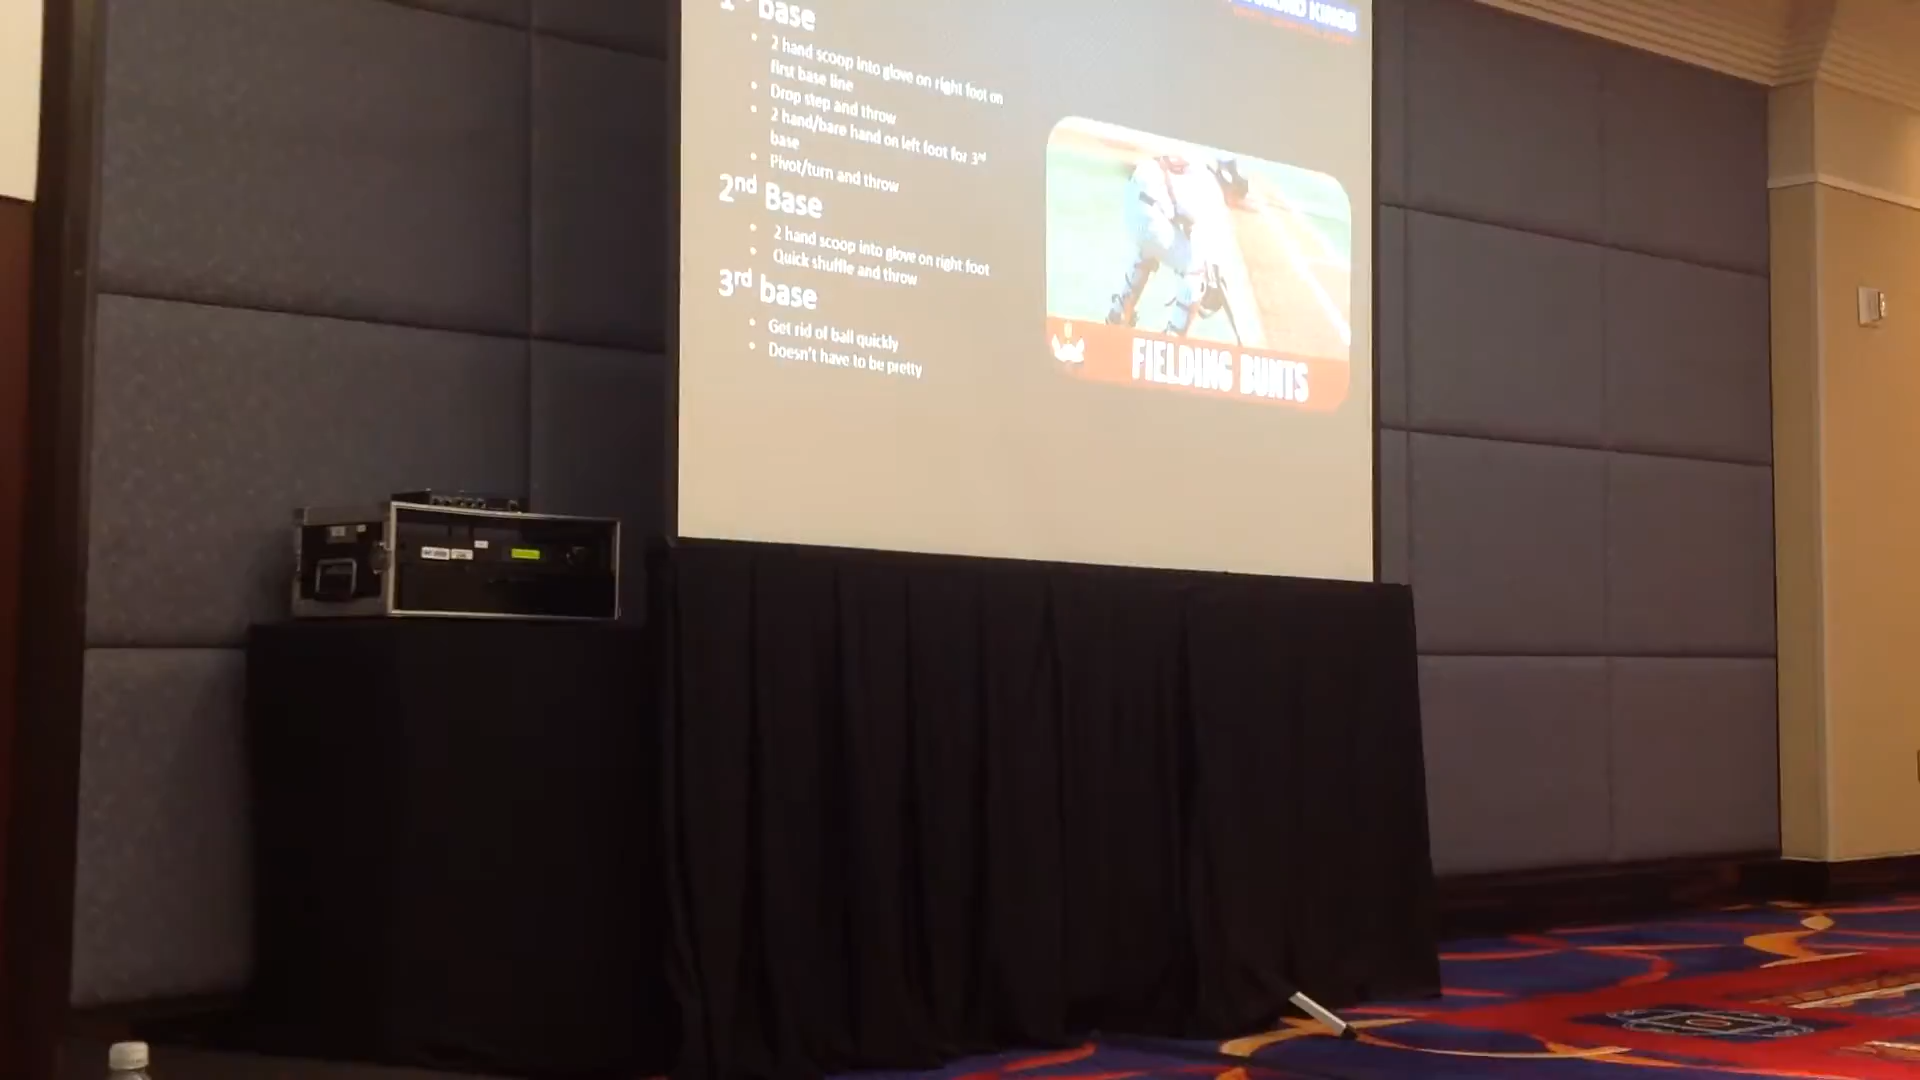 1st base
2 hand scoop into glove on right foot on
first base line
Drop step and throw
2 hand/bare hand on left foot for 3rd
base
Pivot/turn and throw
2nd Base
2 hand scoop into glove on right foot
Quick shuffle and throw
3rd base
Get rid of ball quickly
Doesn't have to be pretty
KINGS
FIELDING BUNTS